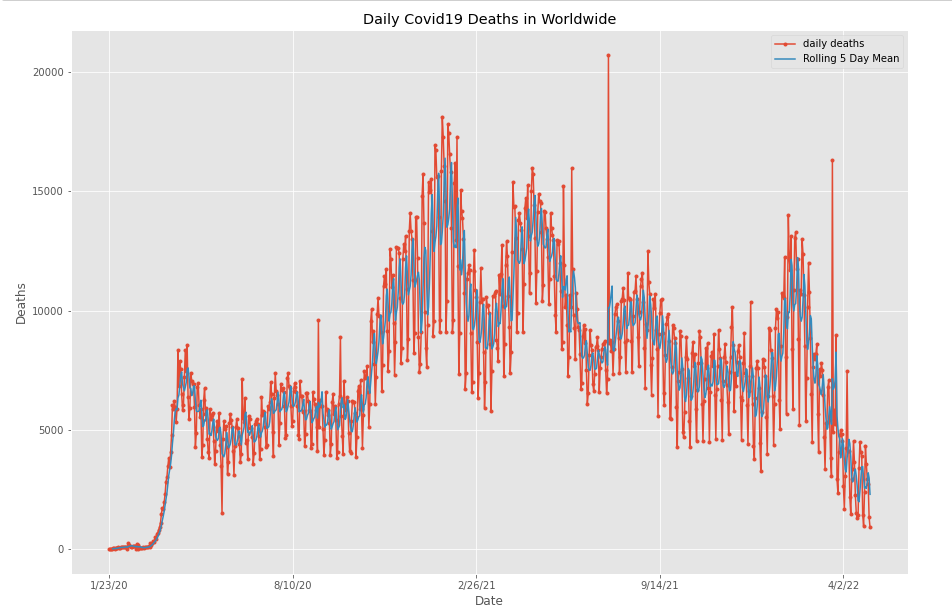 Daily Covid19 Deaths in Worldwide
daily deaths
Rolling 5 Day Mean
20000
15000
10000
5000
0
Deaths
1/23/20
8/10/20
2/26/21
9/14/21
4/2/22
Date